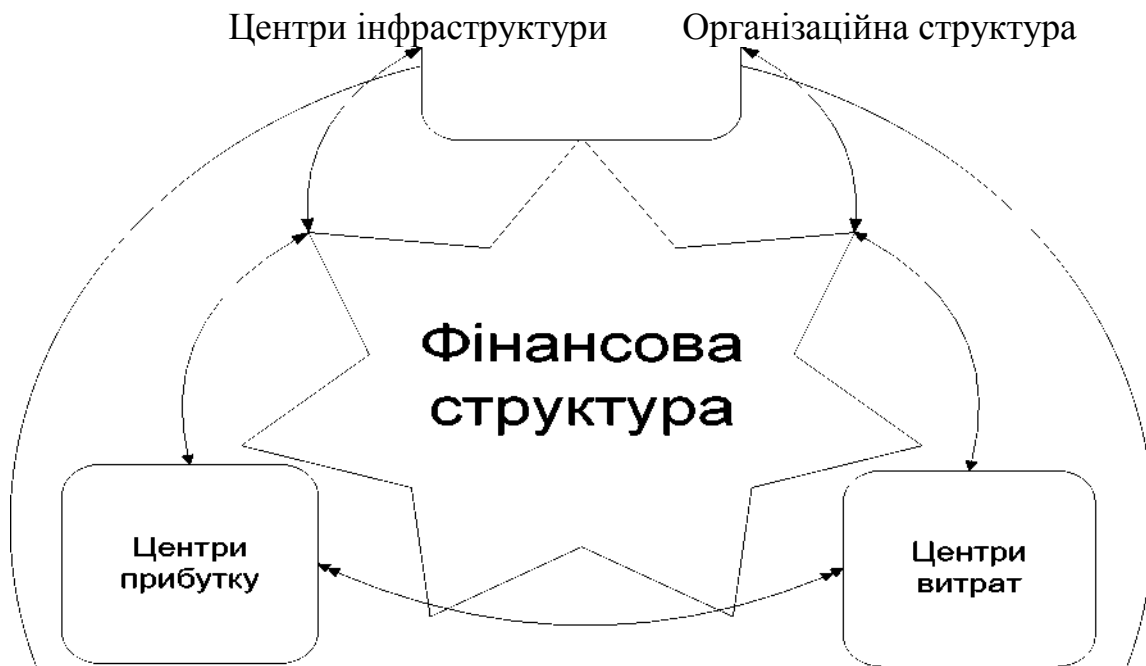 Центри інфраструктури Організаційна структура
Фінансова
структура
Центри
прибутку
Центри
витрат